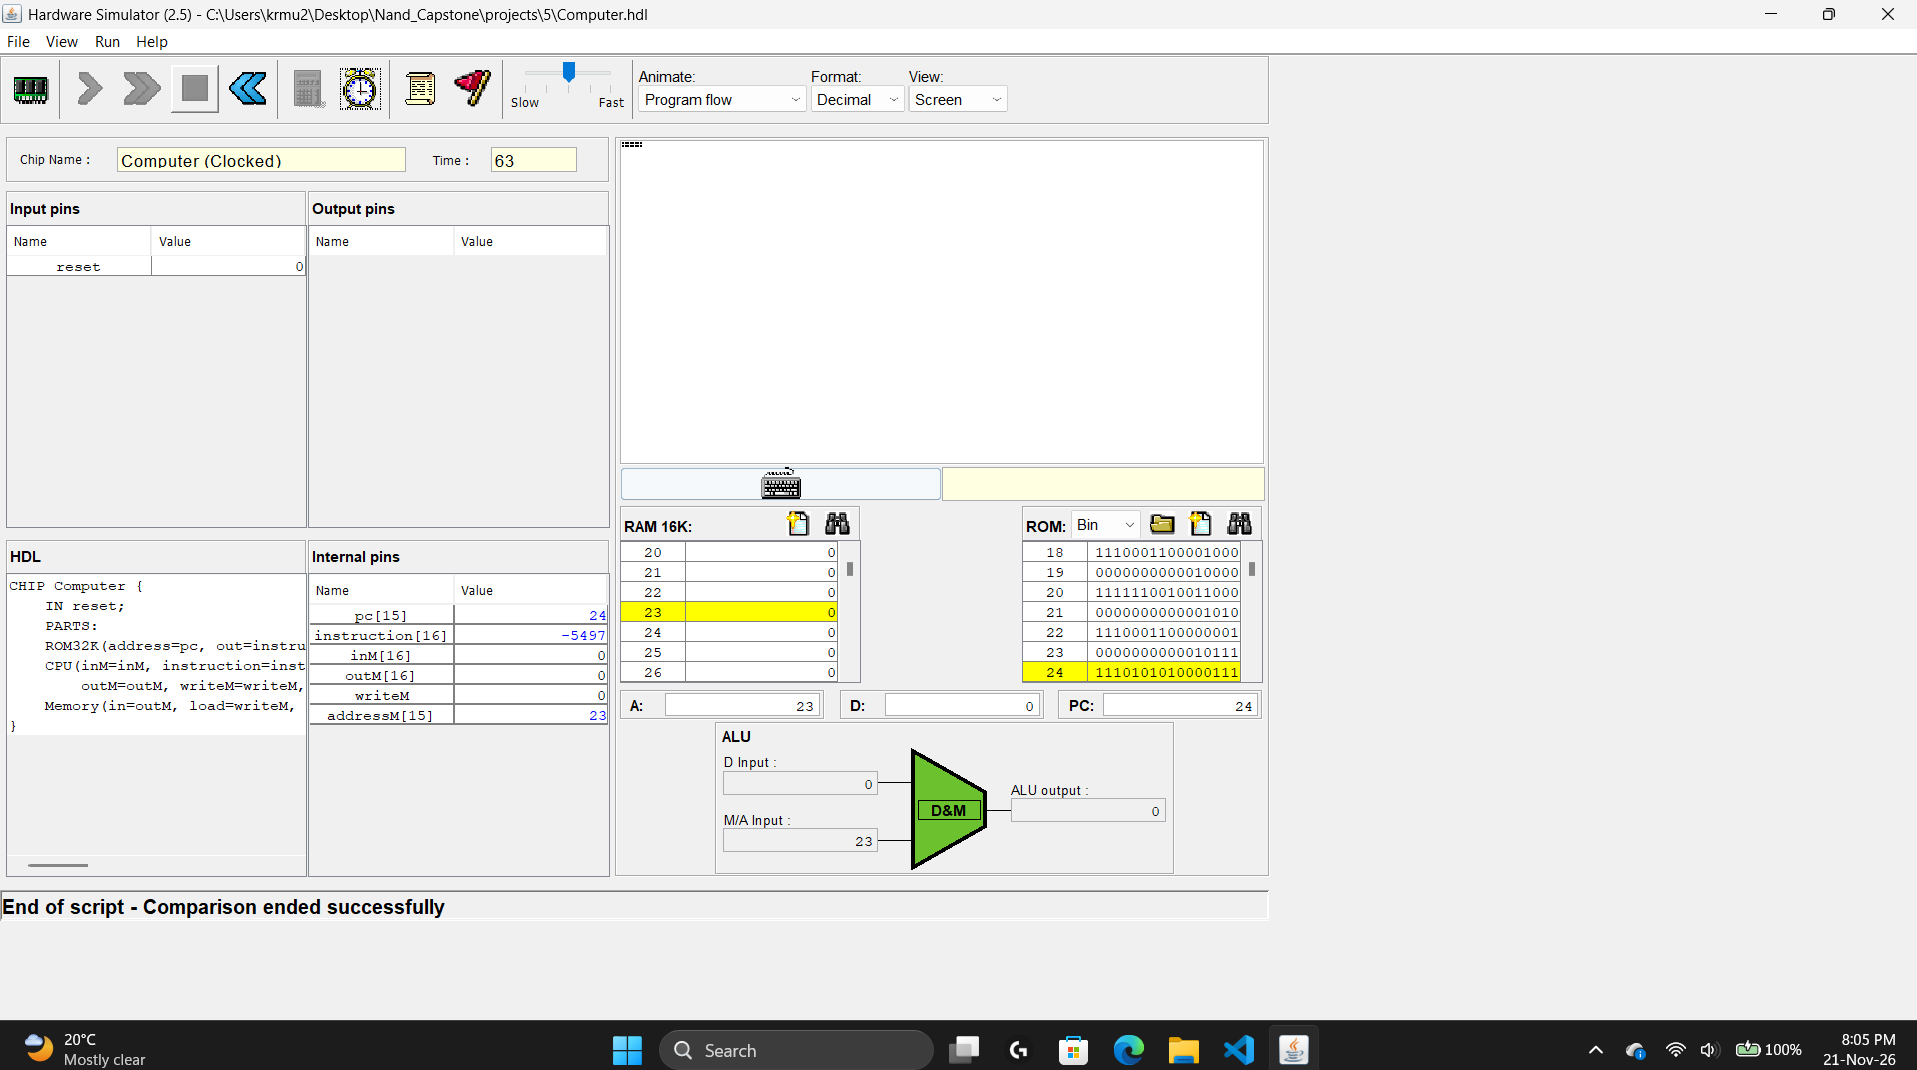 Hardware Simulator (2.5) - C:\Users\krmu2\Desktop\Nand_Capstone\projects\5\Computer.hdl
File View Run Help
Slow Fast
Animate: Format: View:
Program flow Decimal Screen
Chip Name : Computer (Clocked) Time : 63
Input pins
Name Value
reset 0
Output pins
Name Value
HDL
CHIP Computer {
IN reset;
PARTS:
ROM32K(address=pc, out=instru
CPU(inM=inM, instruction=inst
outM=outM, writeM=writeM,
Memory(in=outM, load=writeM,
}
Internal pins
Name Value
pc[15] 24
instruction[16] -5497
inM[16] 0
outM[16] 0
writeM 0
addressM[15] 23
RAM 16K:
20 0
21 0
22 0
23 0
24 0
25 0
26 0
ROM: Bin
18 1110001100001000
19 0000000000010000
20 1111110010011000
21 0000000000001010
22 1110001100000001
23 0000000000010111
24 1110101010000111
A: 23 D: 0 PC: 24
ALU
D Input :
0
M/A Input :
23
D&M
ALU output :
0
End of script - Comparison ended successfully
20°C
Mostly clear
Search
100%
8:05 PM
21-Nov-26